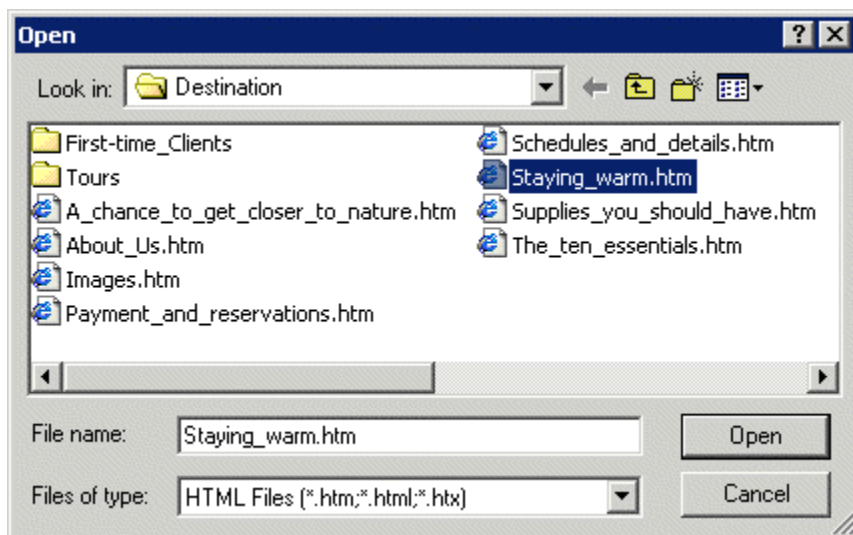 Open
Look in: Destination
First-time_Clients
Tours
A_chance_to_get_closer_to_nature.htm
About_Us.htm
Images.htm
Payment_and_reservations.htm
Schedules_and_details.htm
Staying_warm.htm
Supplies_you_should_have.htm
The_ten_essentials.htm
File name: Staying_warm.htm Open
Files of type: HTML Files (*.htm;*.html;*.htx) Cancel